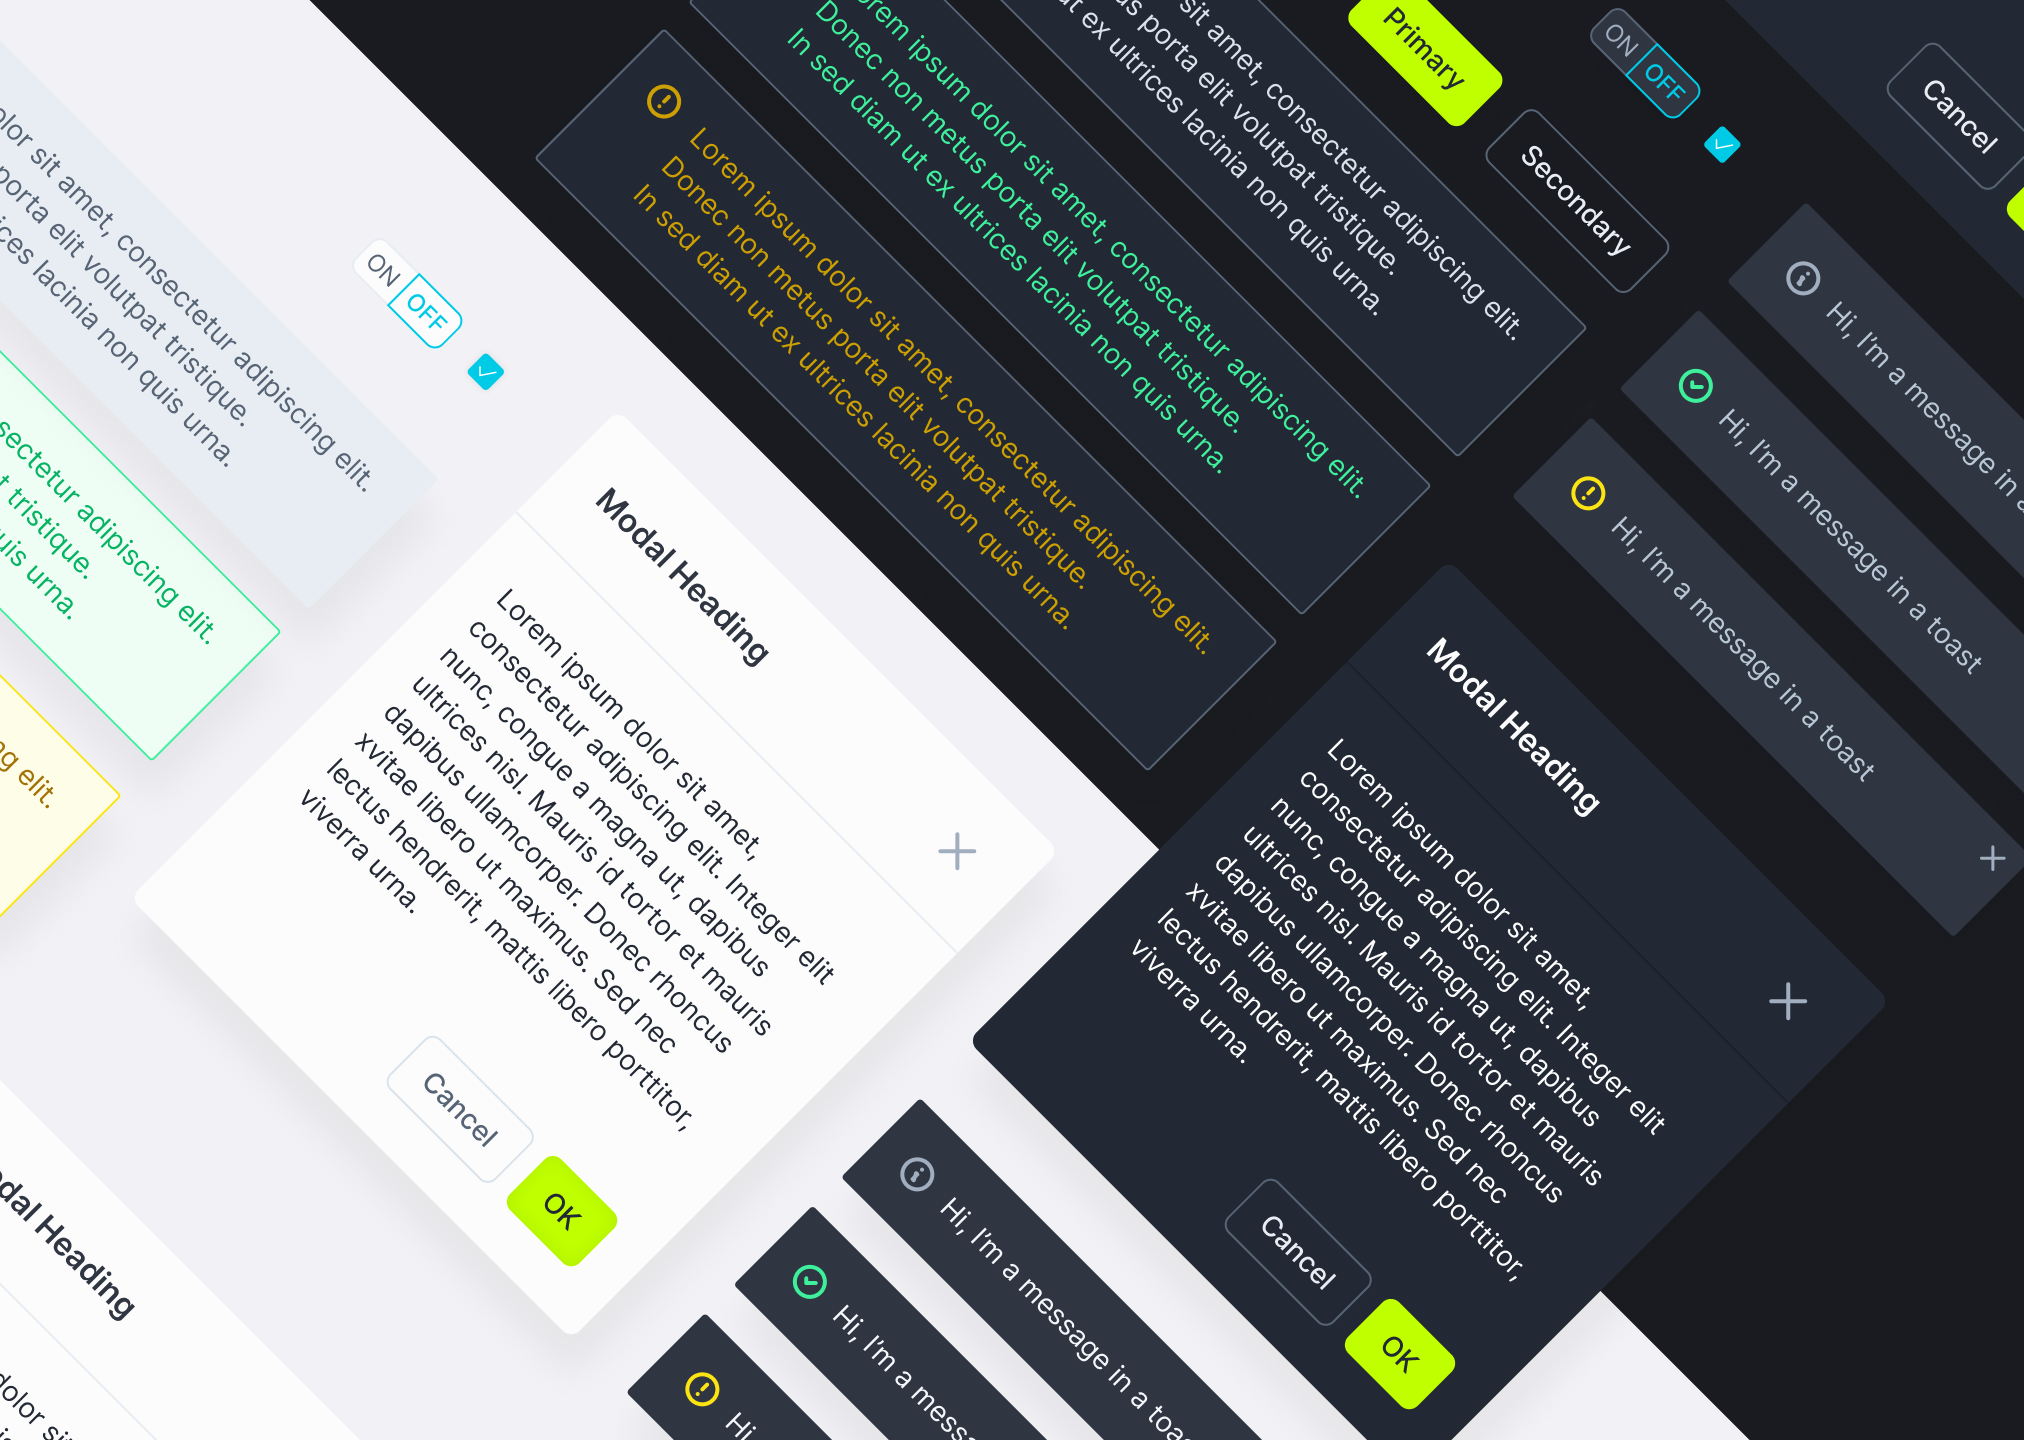 olor sit amet, consectetur adipiscing elit.
porta elit volutpat tristique.
ces lacinia non quis urna.
sectetur adipiscing elit.
t tristique.
uis urna.
ng elit.
ON
OFF
Modal Heading
Lorem ipsum dolor sit amet,
consectetur adipiscing elit. Integer elit
nunc, congue a magna ut, dapibus
ultrices nisl. Mauris id tortor et mauris
dapibus ullamcorper. Donec rhoncus
xvitae libero ut maximus. Sed nec
lectus hendrerit, mattis libero porttitor,
viverra urna.
Cancel
OK
dal Heading
dolor sit
Lorem ipsum dolor sit amet, consectetur adipiscing elit.
Donec non metus porta elit volutpat tristique.
In sed diam ut ex ultrices lacinia non quis urna.
orem ipsum dolor sit amet, consectetur adipiscing elit.
Donec non metus porta elit volutpat tristique.
In sed diam ut ex ultrices lacinia non quis urna.
sit amet, consectetur adipiscing elit.
us porta elit volutpat tristique.
ut ex ultrices lacinia non quis urna.
Primary
Secondary
ON
OFF
Cancel
Hi, I'm a message in a
Hi, I'm a message in a toast
Hi, I'm a message in a toast
Modal Heading
Lorem ipsum dolor sit amet,
consectetur adipiscing elit. Integer elit
nunc, congue a magna ut, dapibus
ultrices nisl. Mauris id tortor et mauris
dapibus ullamcorper. Donec rhoncus
xvitae libero ut maximus. Sed nec
lectus hendrerit, mattis libero porttitor,
viverra urna.
Cancel
OK
Hi, I'm a message in a toa
Hi, I'm a messa
Hi